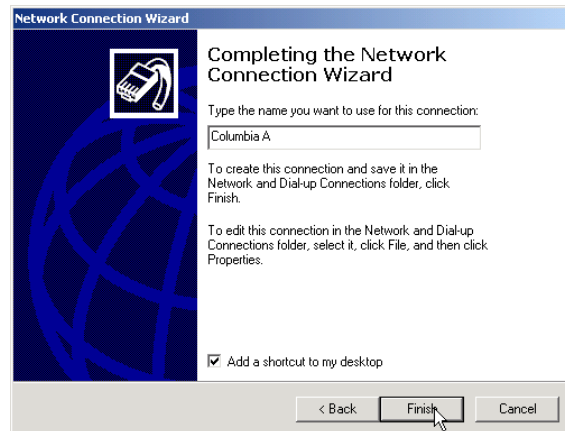 Network Connection Wizard
Completing the Network
Connection Wizard
Type the name you want to use for this connection:
Columbia A
To create this connection and save it in the
Network and Dial-up Connections folder, click
Finish.
To edit this connection in the Network and Dial-up
Connections folder, select it, click File, and then click
Properties.
Add a shortcut to my desktop
< Back Finish Cancel